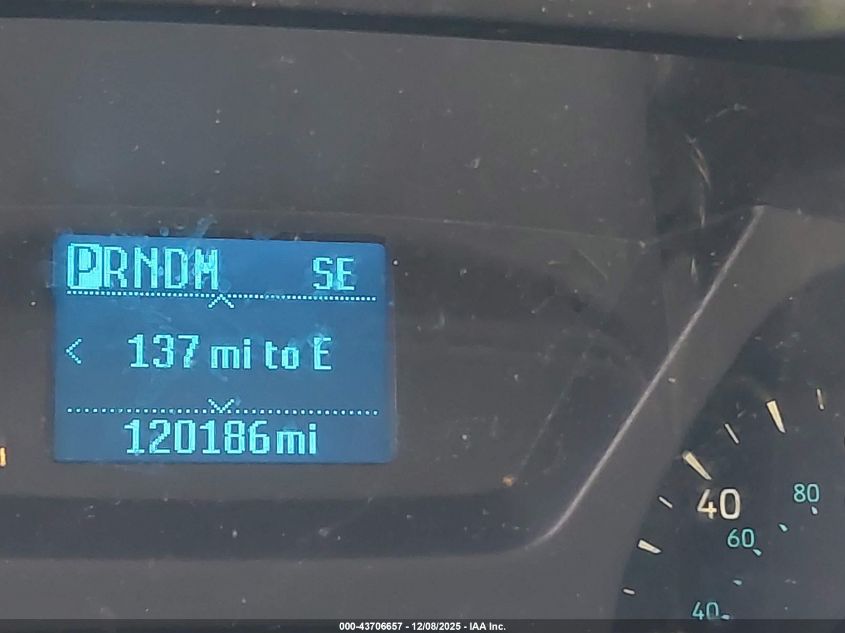 PRNDM SE
< 137 mi to E
120186mi
40
80
60
40
000-43706657 - 12/08/2025 - IAA Inc.